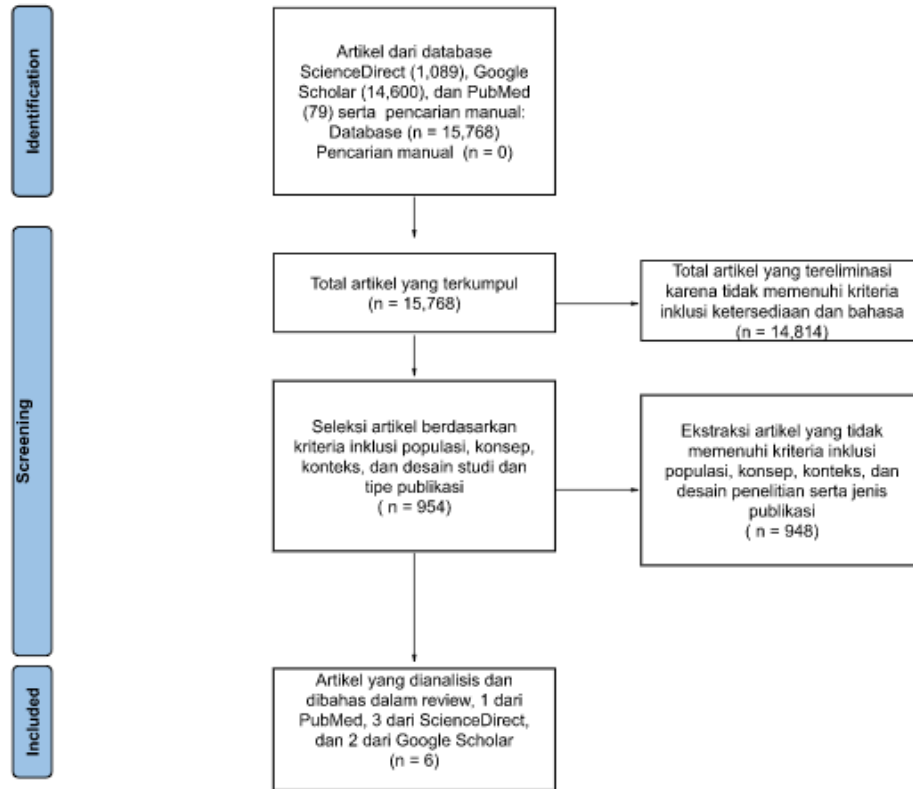 Identification
Artikel dari database
ScienceDirect (1,089), Google
Scholar (14,600), dan PubMed
(79) serta pencarian manual:
Database (n = 15,768)
Pencarian manual (n = 0)
Screening
Total artikel yang terkumpul
(n = 15,768)
Total artikel yang tereliminasi
karena tidak memenuhi kriteria
inklusi ketersediaan dan bahasa
(n = 14,814)
Seleksi artikel berdasarkan
kriteria inklusi populasi, konsep,
konteks, dan desain studi dan
tipe publikasi
( n = 954)
Ekstraksi artikel yang tidak
memenuhi kriteria inklusi
populasi, konsep, konteks, dan
desain penelitian serta jenis
publikasi
( n = 948)
Included
Artikel yang dianalisis dan
dibahas dalam review, 1 dari
PubMed, 3 dari ScienceDirect,
dan 2 dari Google Scholar
(n = 6)